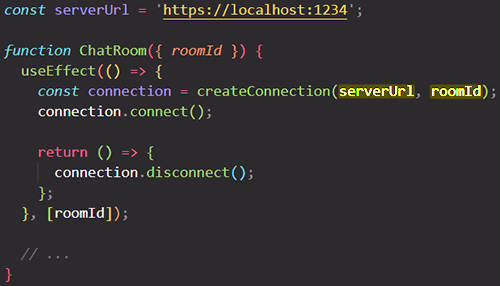 const serverUrl = 'https://localhost:1234';

function ChatRoom({ roomId }) {
  useEffect(() => {
    const connection = createConnection(serverUrl, roomId);
    connection.connect();

    return () => {
      connection.disconnect();
    };
  }, [roomId]);

  // ...
}